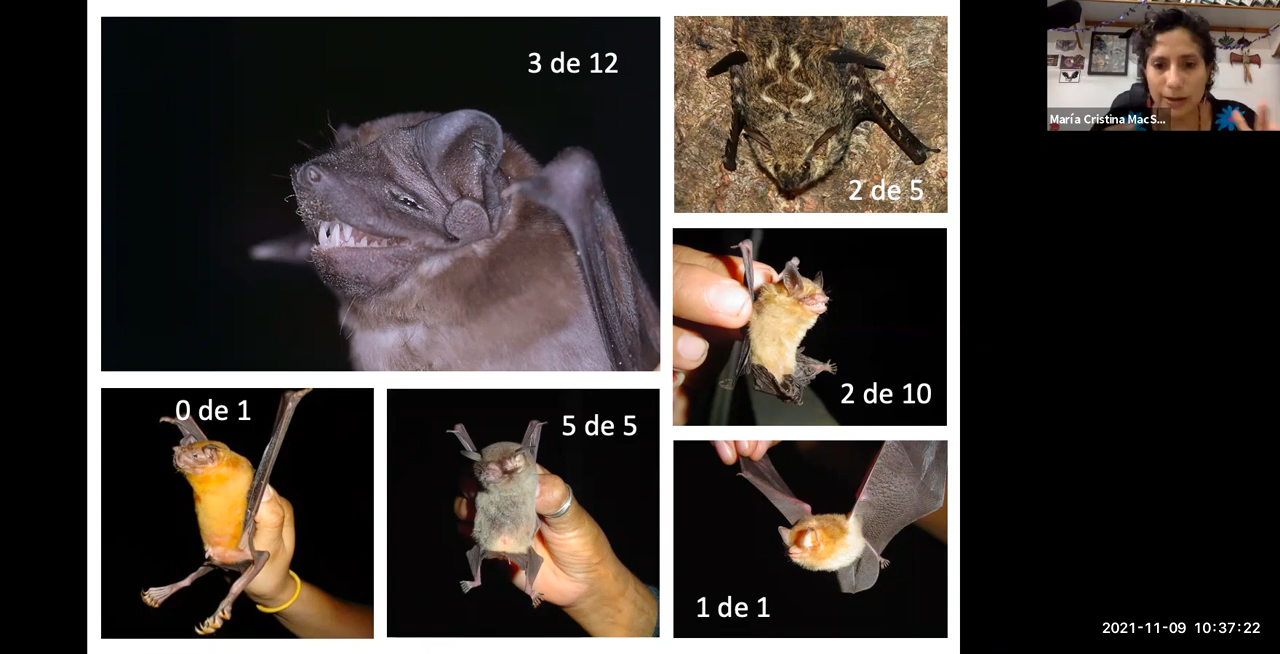 3 de 12
2 de 5
María Cristina MacS...
2 de 10
0 de 1
5 de 5
1 de 1
2021-11-09 10:37:22